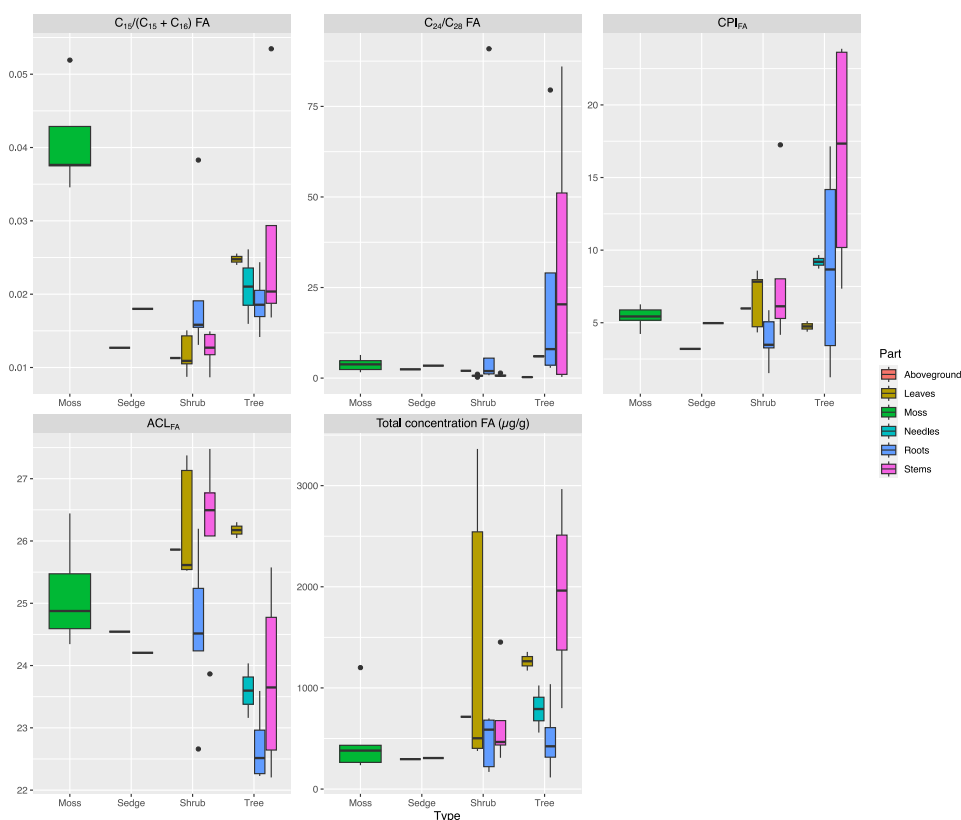 C₁₅/(C₁₅ + C₁₆) FA
C₂₄/C₂₈ FA
CPI_FA
0.05
0.04
0.03
0.02
0.01
75
50
25
0
20
15
10
5
Moss Sedge Shrub Tree
Moss Sedge Shrub Tree
Moss Sedge Shrub Tree
Part
Aboveground
Leaves
Moss
Needles
Roots
Stems
ACL_FA
Total concentration FA (µg/g)
27
26
25
24
23
22
3000
2000
1000
0
Moss Sedge Shrub Tree
Moss Sedge Shrub Tree
Type